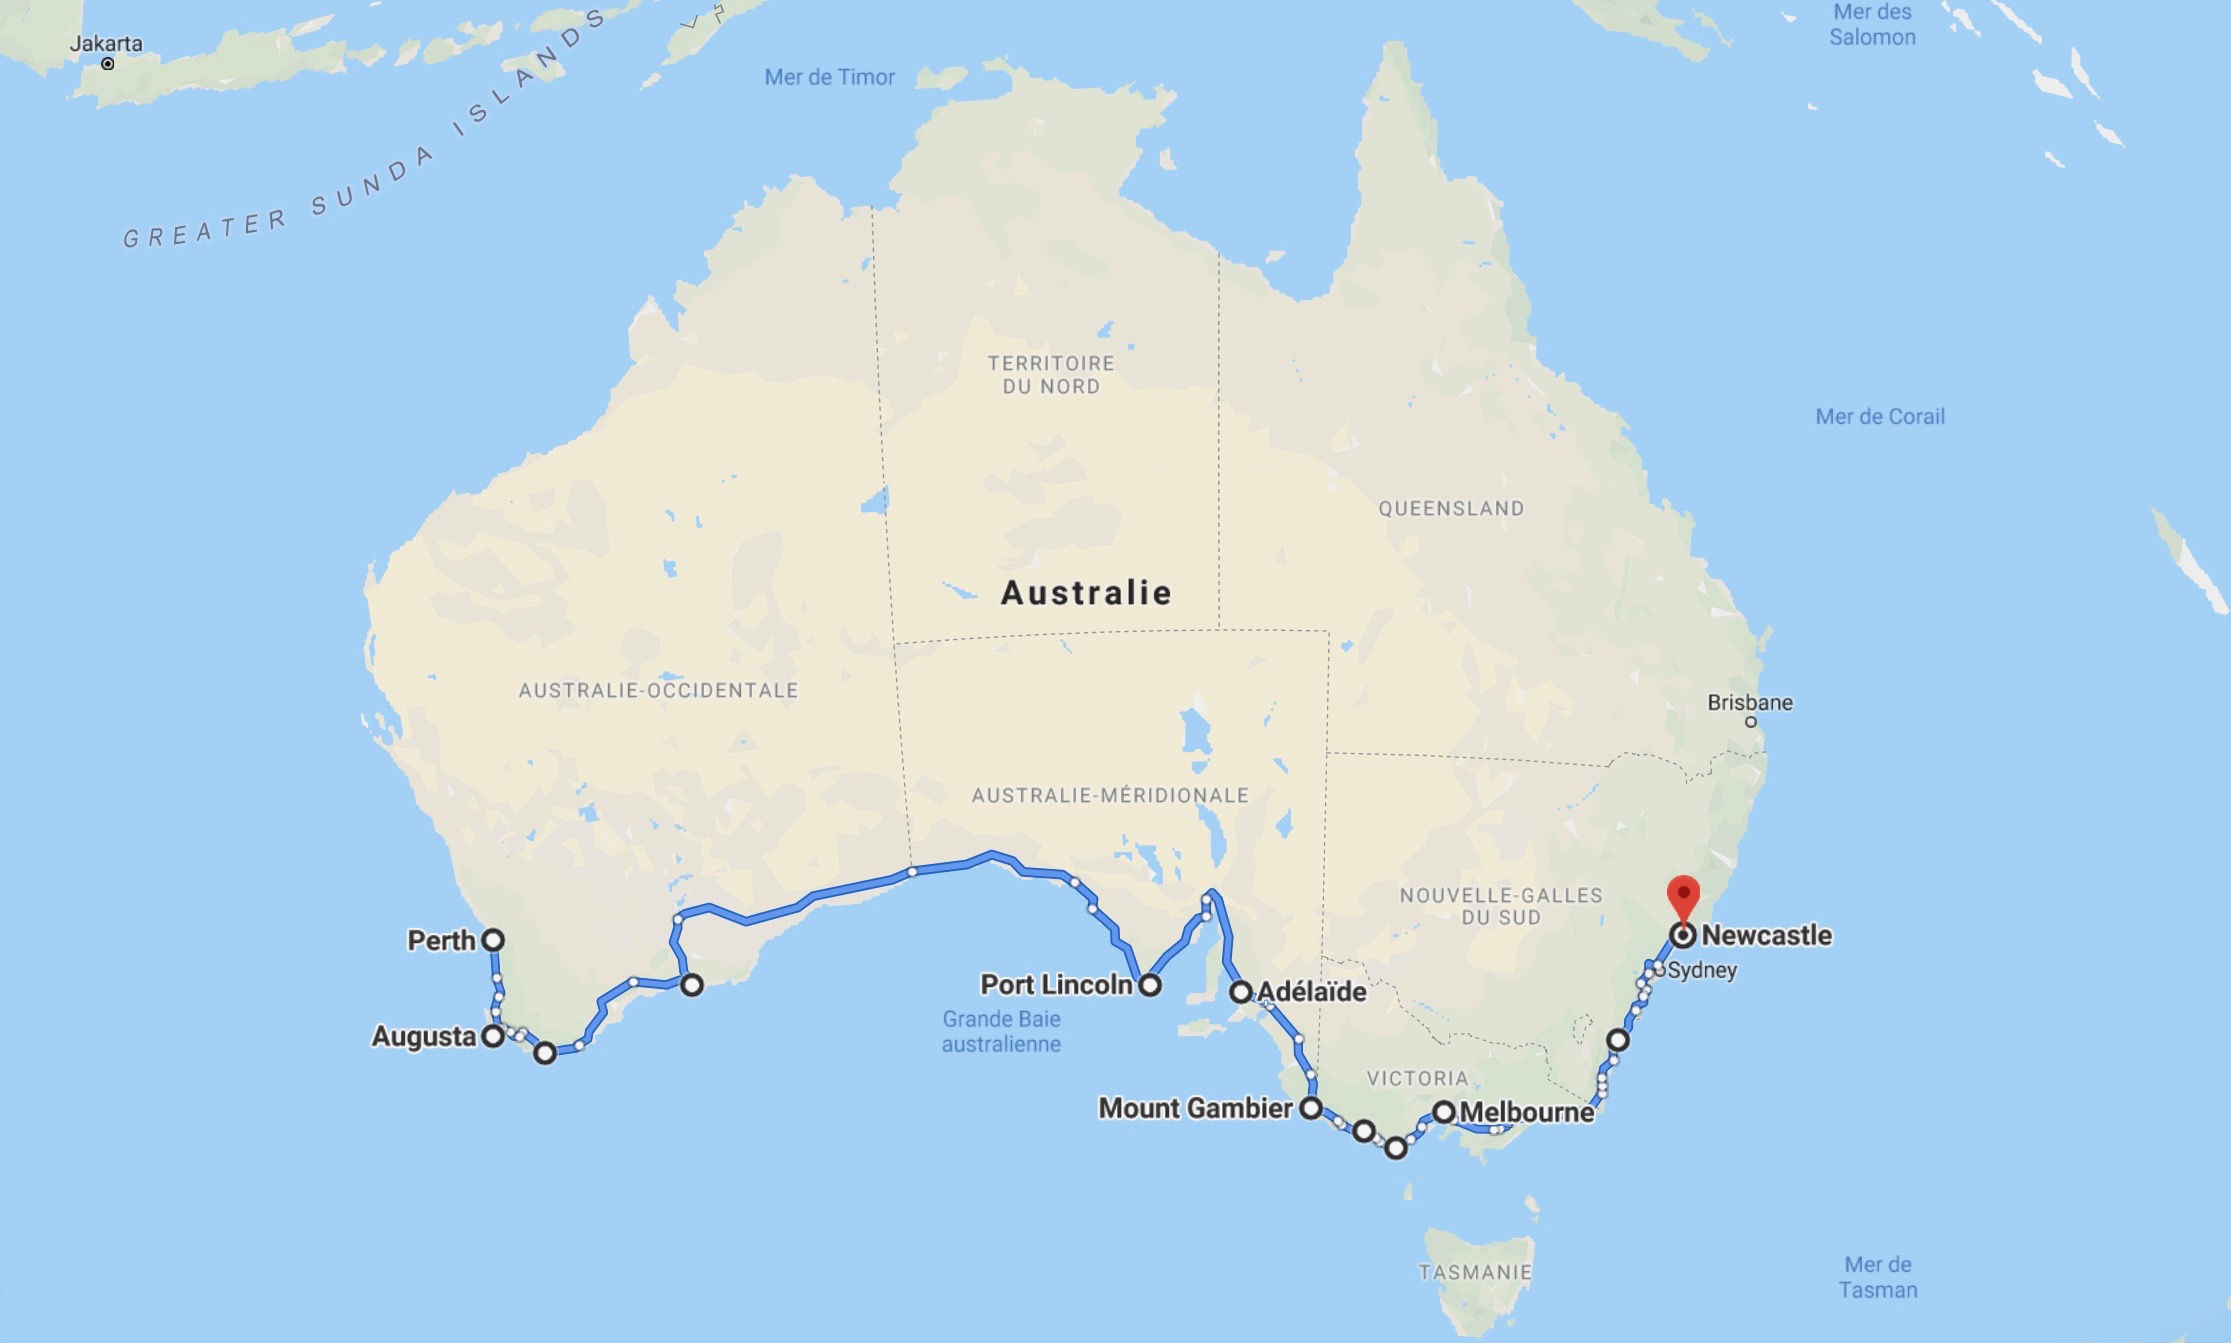 Mer des
Salomon
Jakarta
Mer de Timor
GREATER SUNDA ISLANDS
TERRITOIRE
DU NORD
Mer de Corail
QUEENSLAND
Australie
AUSTRALIE-OCCIDENTALE
Brisbane
AUSTRALIE-MÉRIDIONALE
NOUVELLE-GALLES
DU SUD
Perth
Newcastle
Sydney
Port Lincoln
Adélaïde
Grande Baie
australienne
Augusta
VICTORIA
Mount Gambier
Melbourne
TASMANIE
Mer de
Tasman